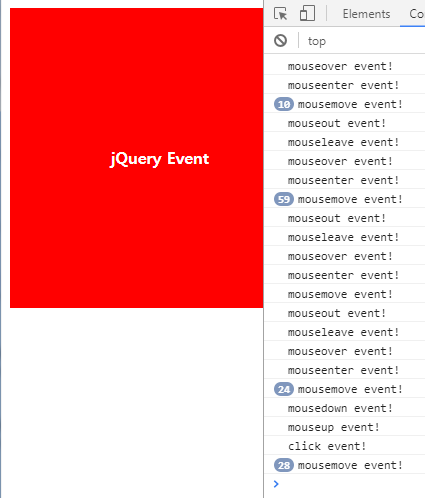 jQuery Event
Elements Co
top
mouseover event!
mouseenter event!
10 mousemove event!
mouseout event!
mouseleave event!
mouseover event!
mouseenter event!
59 mousemove event!
mouseout event!
mouseleave event!
mouseover event!
mouseenter event!
mousemove event!
mouseout event!
mouseleave event!
mouseover event!
mouseenter event!
24 mousemove event!
mousedown event!
mouseup event!
click event!
28 mousemove event!